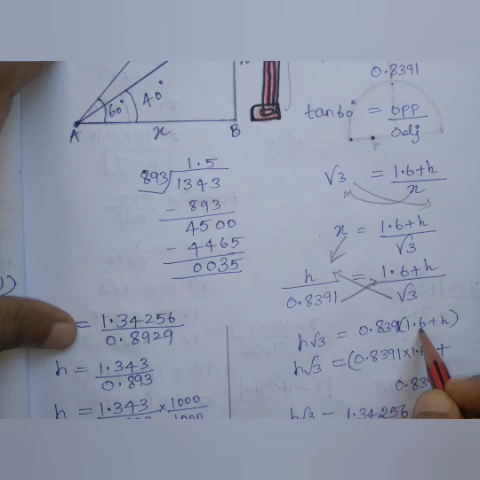 60° 40°
A x B
1.5
893 1343
- 893
4500
- 4465
0035
= 1.34256 / 0.8929
h = 1.343 / 0.893
h = 1.343 × 1000 / 1000
0.8391
tan60° = opp / adj
√3 = 1.6+h / x
x = 1.6+h / √3
h / 0.8391 = 1.6+h / √3
h√3 = 0.8391(1.6+h)
h√3 = (0.8391×1.6 +
h√3 - 1.34256